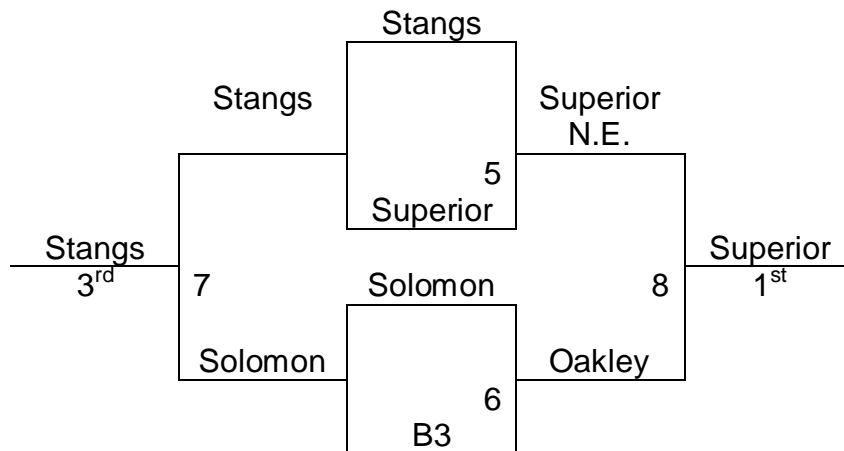 Stangs
Stangs
Superior
N.E.
5
Superior
Stangs
3rd
7
Solomon
8
Superior
1st
Solomon
Oakley
6
B3